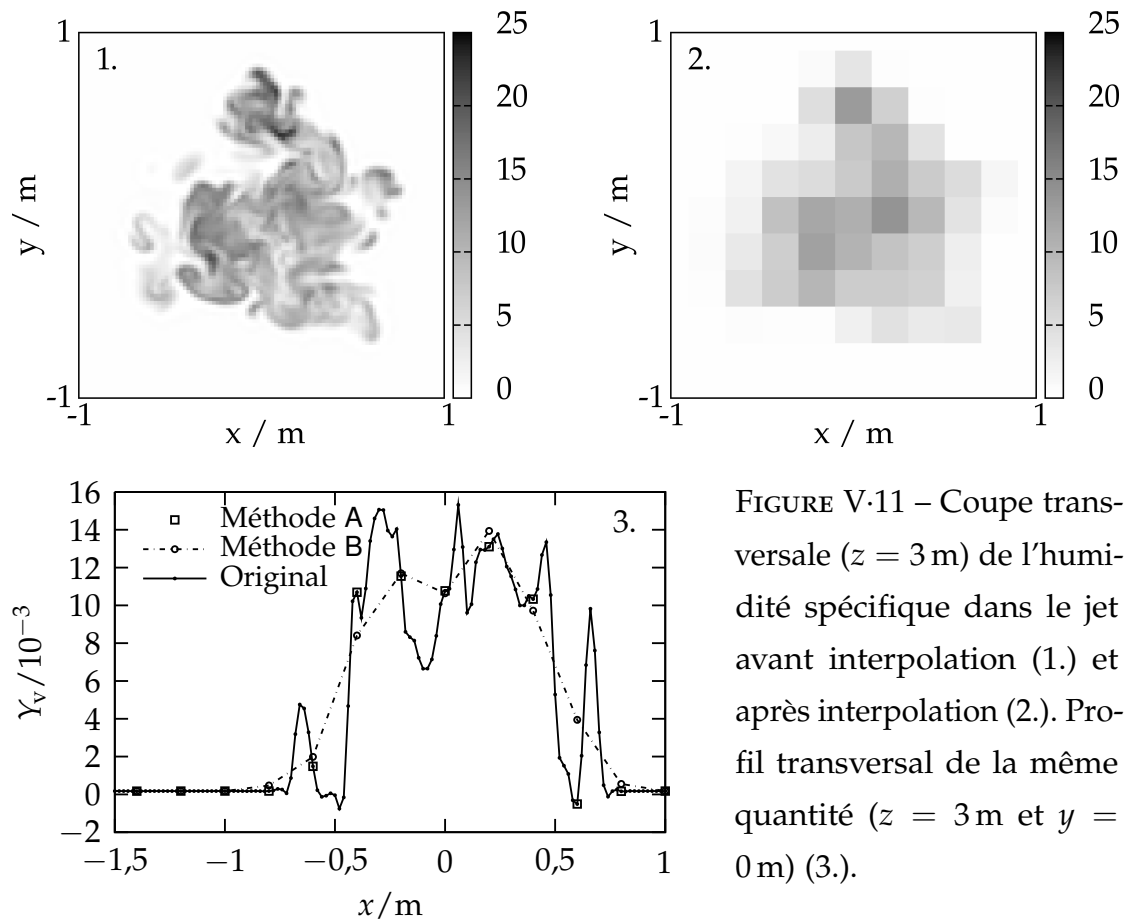 1.
1
-1
-1
1
y / m
x / m
25
20
15
10
5
0
2.
1
-1
-1
1
y / m
x / m
25
20
15
10
5
0
3.
Méthode A
Méthode B
Original
16
14
12
10
8
6
4
2
0
−2
−1,5
−1
−0,5
0
0,5
1
Yv/10−3
x/m
FIGURE V·11 – Coupe trans-
versale (z = 3 m) de l'humi-
dité spécifique dans le jet
avant interpolation (1.) et
après interpolation (2.). Pro-
fil transversal de la même
quantité (z = 3 m et y =
0 m) (3.).